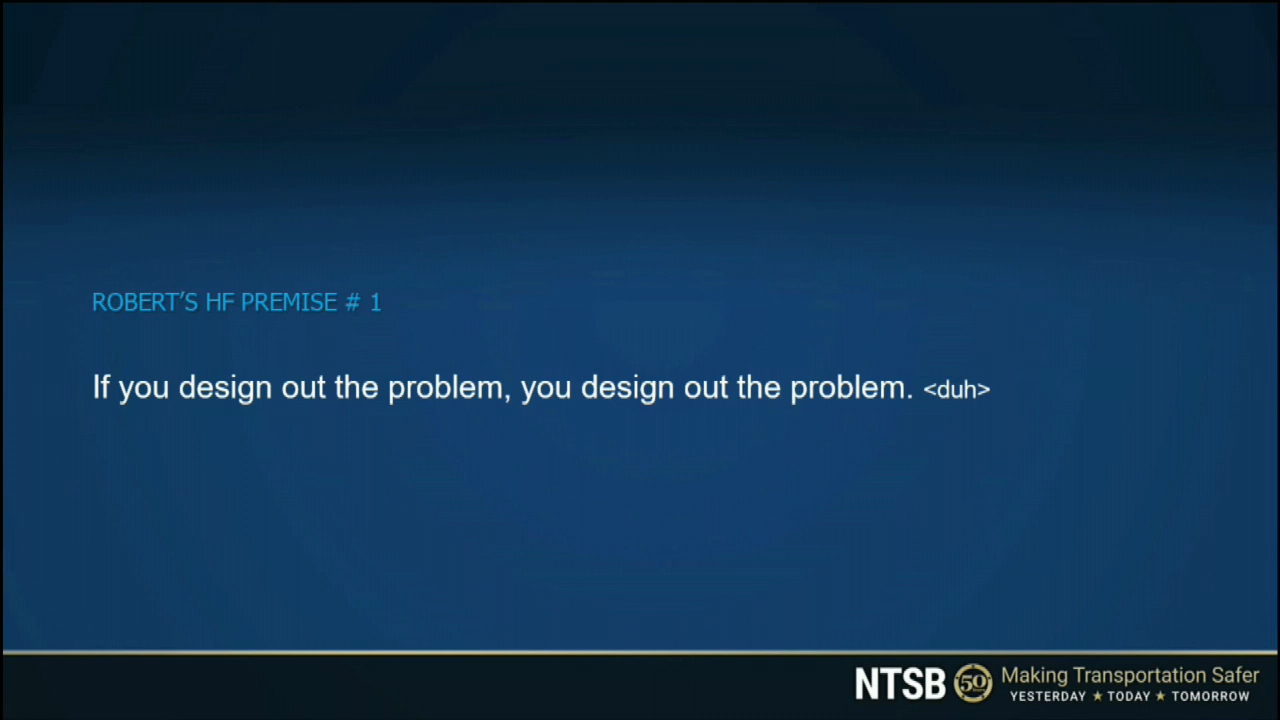 ROBERT’S HF PREMISE # 1
If you design out the problem, you design out the problem. <duh>
NTSB 50 Making Transportation Safer
YESTERDAY ★ TODAY ★ TOMORROW